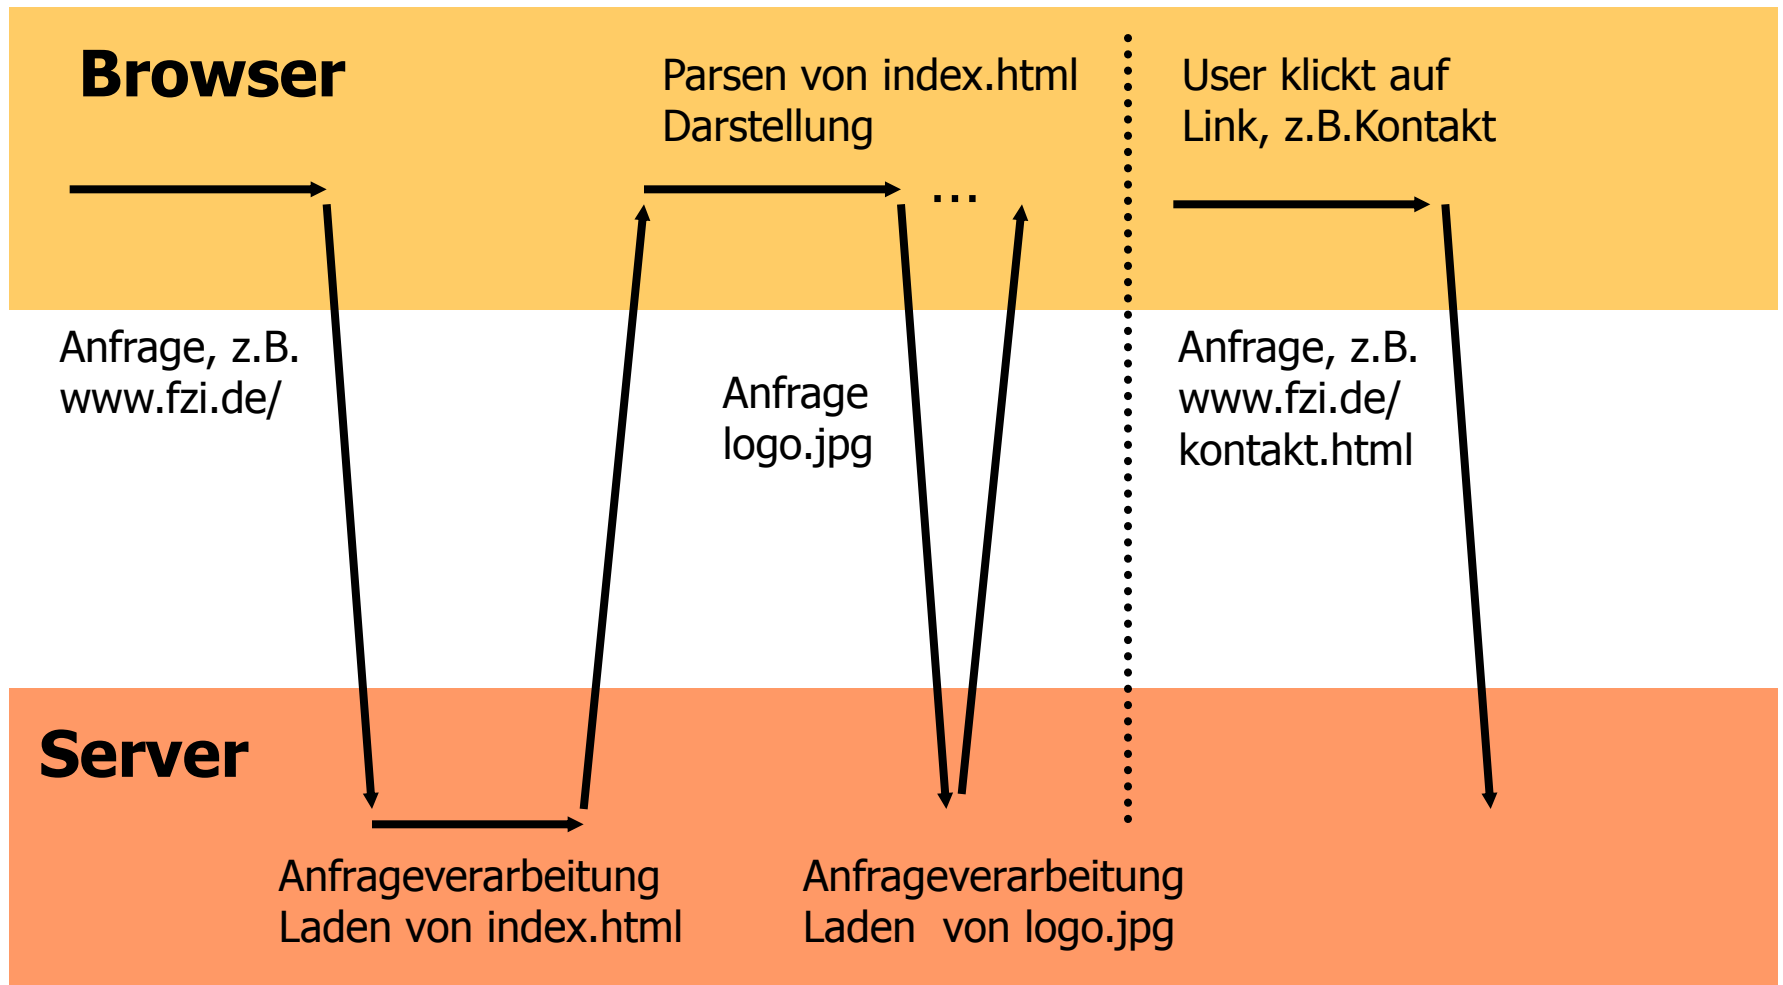 Browser
Parsen von index.html
Darstellung
...
User klickt auf
Link, z.B.Kontakt
Anfrage, z.B.
www.fzi.de/
Anfrage
logo.jpg
Anfrage, z.B.
www.fzi.de/
kontakt.html
Server
Anfrageverarbeitung
Laden von index.html
Anfrageverarbeitung
Laden  von logo.jpg